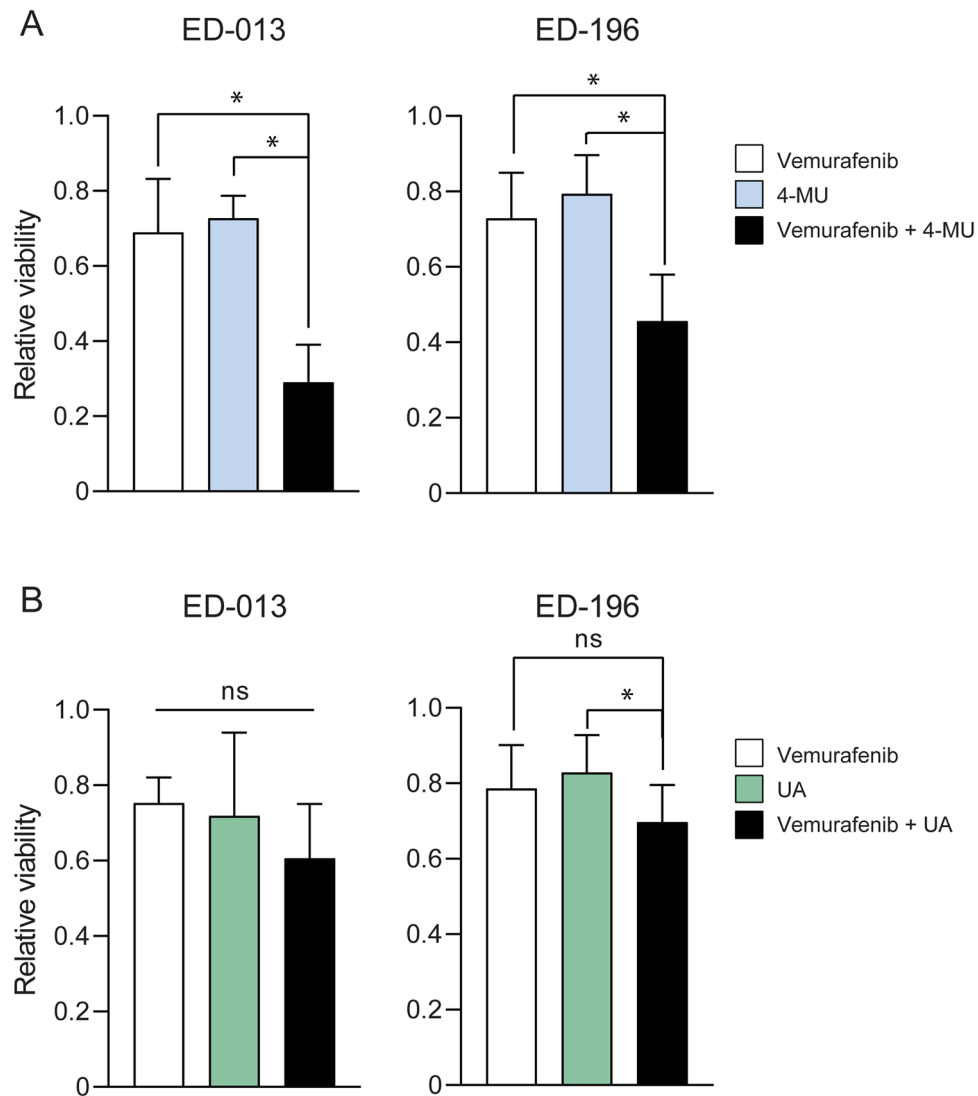 A
ED-013
ED-196
*
*
*
*
Relative viability
1.0
0.8
0.6
0.4
0.2
0
1.0
0.8
0.6
0.4
0.2
0
Vemurafenib
4-MU
Vemurafenib + 4-MU
B
ED-013
ED-196
ns
ns
*
Relative viability
1.0
0.8
0.6
0.4
0.2
0
1.0
0.8
0.6
0.4
0.2
0
Vemurafenib
UA
Vemurafenib + UA